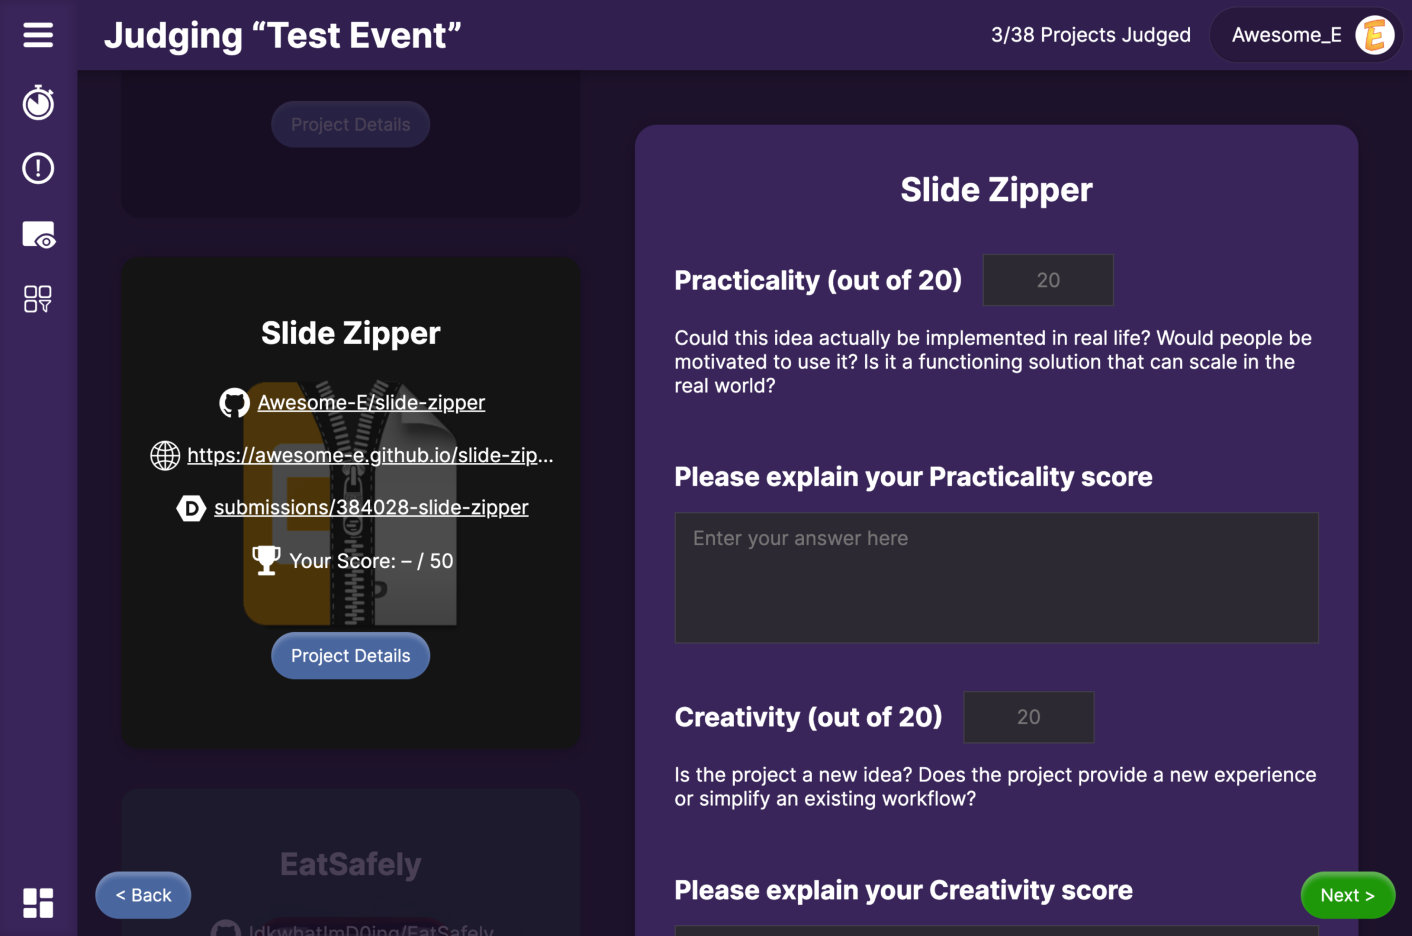 Judging “Test Event”
3/38 Projects Judged
Awesome_E
E
Project Details
Slide Zipper
Awesome-E/slide-zipper
https://awesome-e.github.io/slide-zip...
D
submissions/384028-slide-zipper
Your Score: – / 50
Project Details
EatSafely
IdkwhatImD0ing/EatSafely
< Back
Slide Zipper
Practicality (out of 20)
20
Could this idea actually be implemented in real life? Would people be
motivated to use it? Is it a functioning solution that can scale in the
real world?
Please explain your Practicality score
Enter your answer here
Creativity (out of 20)
20
Is the project a new idea? Does the project provide a new experience
or simplify an existing workflow?
Please explain your Creativity score
Next >